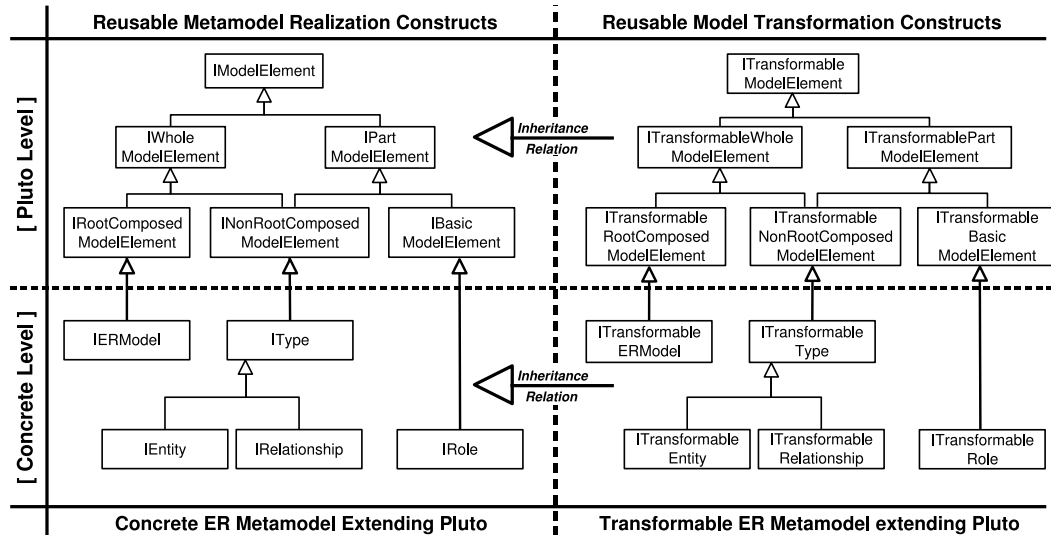 Reusable Metamodel Realization Constructs
Reusable Model Transformation Constructs
[ Pluto Level ]
IModelElement
ITransformable
ModelElement
IWhole
ModelElement
IPart
ModelElement
Inheritance
Relation
ITransformableWhole
ModelElement
ITransformablePart
ModelElement
IRootComposed
ModelElement
INonRootComposed
ModelElement
IBasic
ModelElement
ITransformable
RootComposed
ModelElement
ITransformable
NonRootComposed
ModelElement
ITransformable
Basic
ModelElement
[ Concrete Level ]
IERModel
IType
ITransformable
ERModel
ITransformable
Type
Inheritance
Relation
IEntity
IRelationship
IRole
ITransformable
Entity
ITransformable
Relationship
ITransformable
Role
Concrete ER Metamodel Extending Pluto
Transformable ER Metamodel extending Pluto